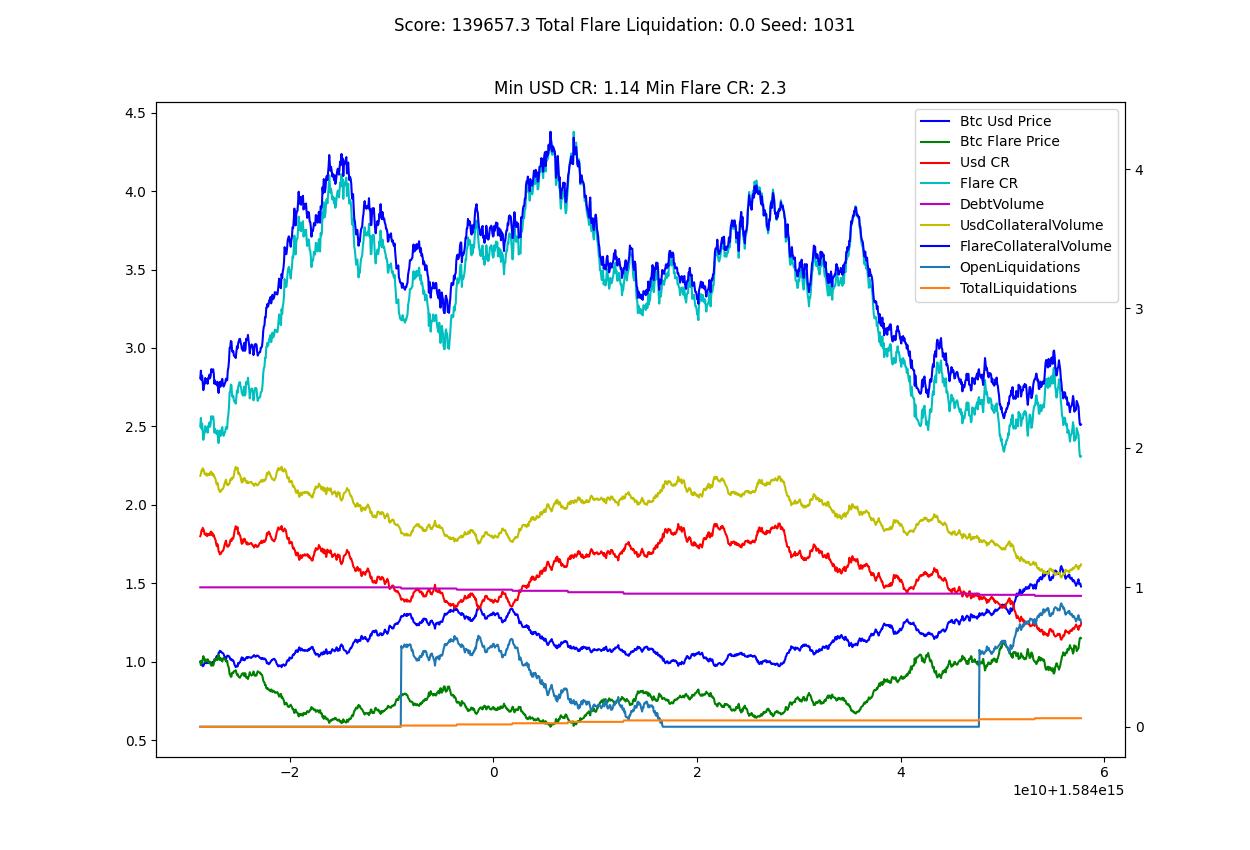 Score: 139657.3 Total Flare Liquidation: 0.0 Seed: 1031
Min USD CR: 1.14 Min Flare CR: 2.3
4.5
4.0
3.5
3.0
2.5
2.0
1.5
1.0
0.5
Btc Usd Price
Btc Flare Price
Usd CR
Flare CR
DebtVolume
UsdCollateralVolume
FlareCollateralVolume
OpenLiquidations
TotalLiquidations
4
3
2
1
0
−2 0 2 4 6
1e10+1.584e15